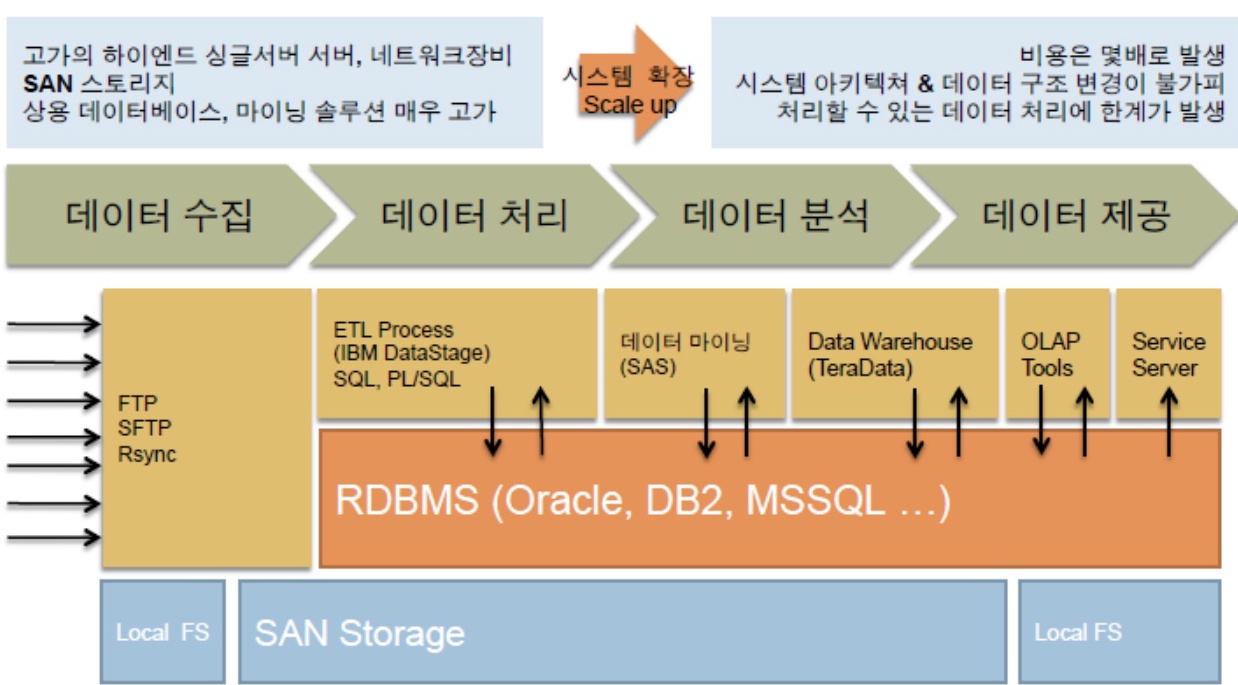 고가의 하이엔드 싱글서버 서버, 네트워크장비
SAN 스토리지
상용 데이터베이스, 마이닝 솔루션 매우 고가
시스템 확장
Scale up
비용은 몇배로 발생
시스템 아키텍쳐 & 데이터 구조 변경이 불가피
처리할 수 있는 데이터 처리에 한계가 발생
데이터 수집
데이터 처리
데이터 분석
데이터 제공
FTP
SFTP
Rsync
ETL Process
(IBM DataStage)
SQL, PL/SQL
데이터 마이닝
(SAS)
Data Warehouse
(TeraData)
OLAP
Tools
Service
Server
RDBMS (Oracle, DB2, MSSQL ...)
Local FS
SAN Storage
Local FS